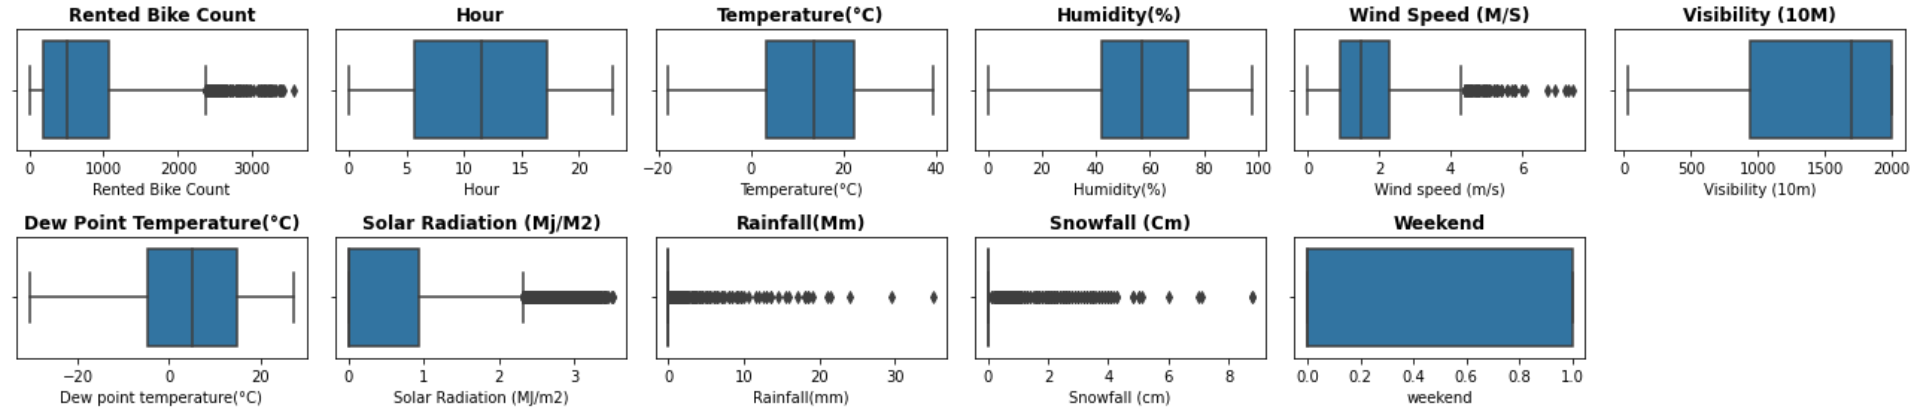 Rented Bike Count Hour Temperature(°C) Humidity(%) Wind Speed (M/S) Visibility (10M)
0 1000 2000 3000 0 5 10 15 20 −20 0 20 40 0 20 40 60 80 100 0 2 4 6 0 500 1000 1500 2000
Rented Bike Count Hour Temperature(°C) Humidity(%) Wind speed (m/s) Visibility (10m)
Dew Point Temperature(°C) Solar Radiation (Mj/M2) Rainfall(Mm) Snowfall (Cm) Weekend
−20 0 20 0 1 2 3 0 10 20 30 0 2 4 6 8 0.0 0.2 0.4 0.6 0.8 1.0
Dew point temperature(°C) Solar Radiation (MJ/m2) Rainfall(mm) Snowfall (cm) weekend